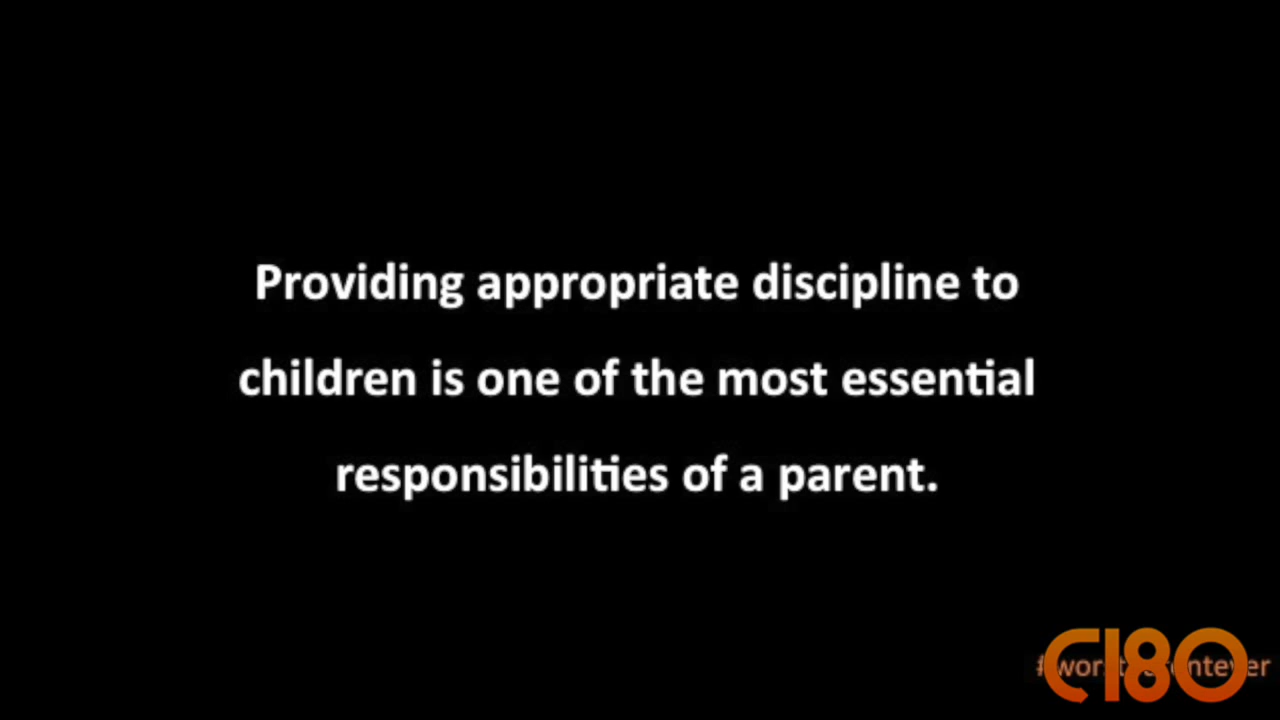 Providing appropriate discipline to
children is one of the most essential
responsibilities of a parent.
C180